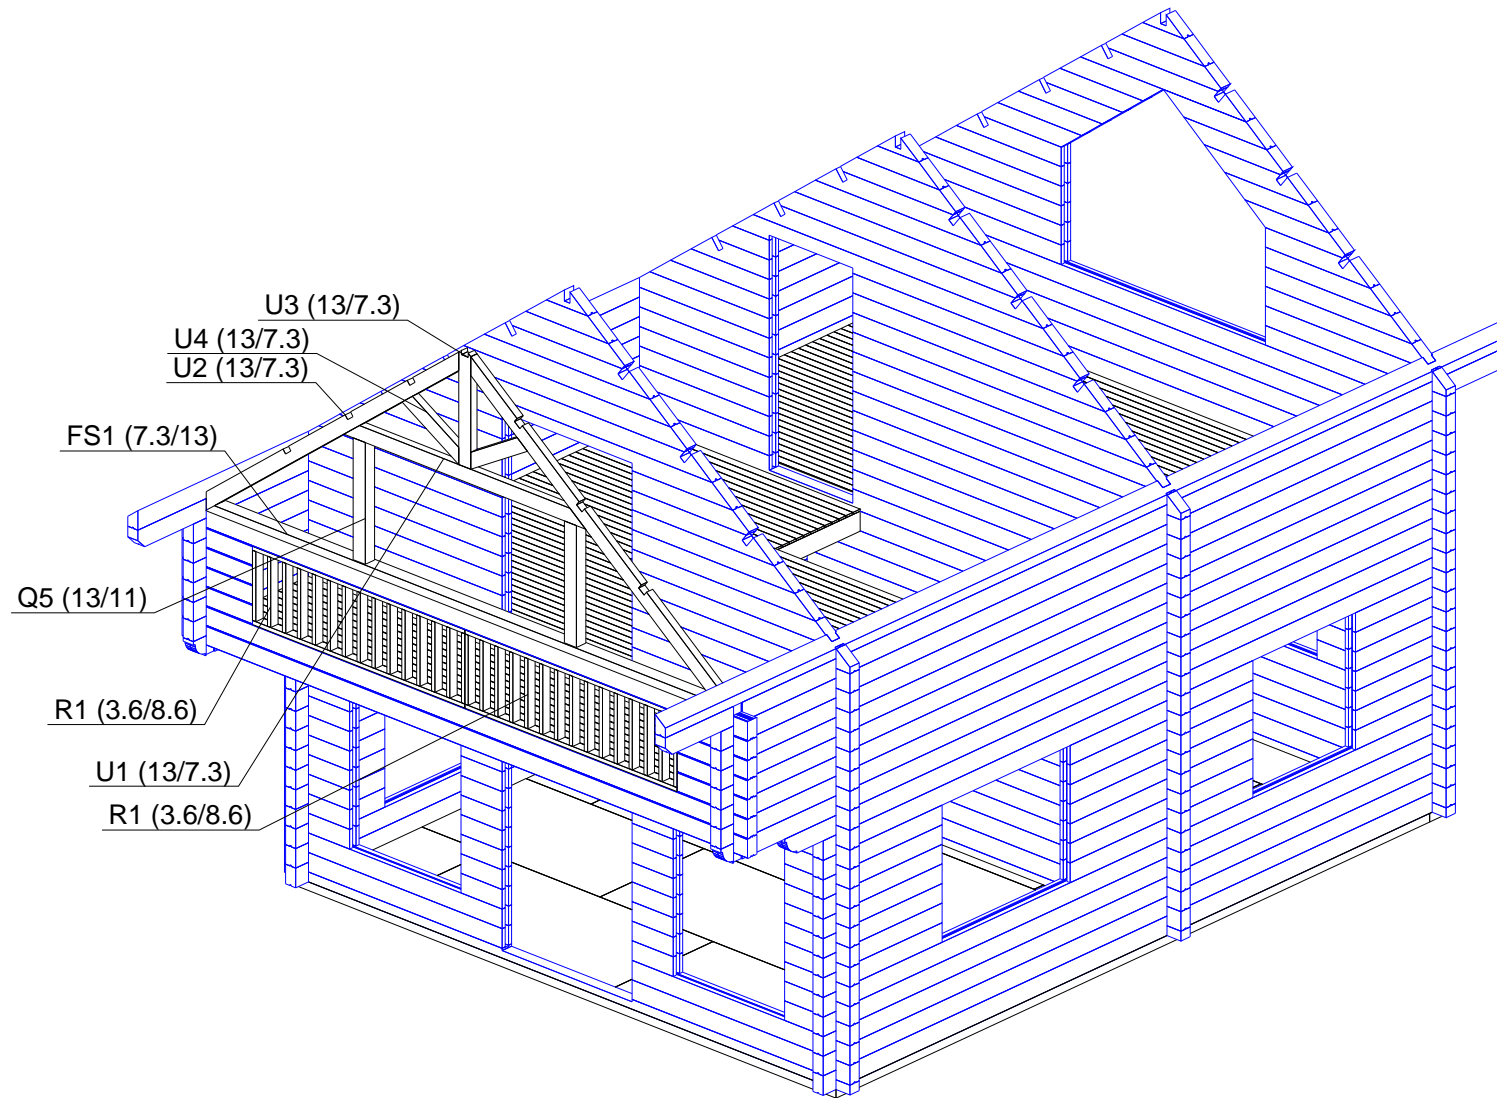 U3 (13/7.3)
U4 (13/7.3)
U2 (13/7.3)
FS1 (7.3/13)
Q5 (13/11)
R1 (3.6/8.6)
U1 (13/7.3)
R1 (3.6/8.6)